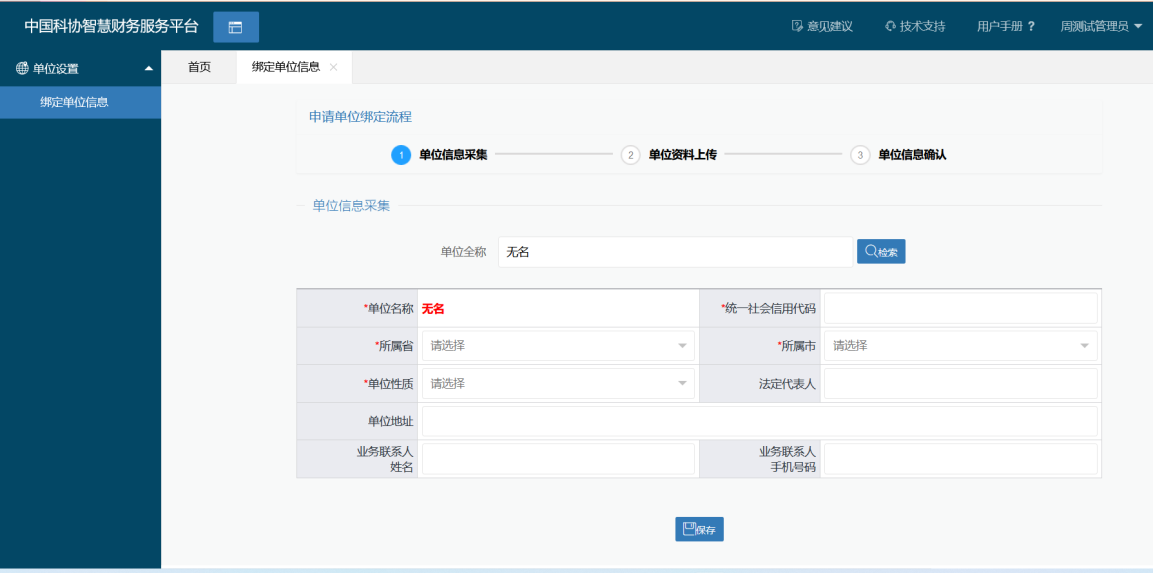 中国科协智慧财务服务平台
意见建议 技术支持 用户手册 ? 周测试管理员
单位设置
绑定单位信息
首页 绑定单位信息 ×
申请单位绑定流程
1 单位信息采集 2 单位资料上传 3 单位信息确认
单位信息采集
单位全称 无名 检索
*单位名称 无名 *统一社会信用代码
*所属省 请选择 *所属市 请选择
*单位性质 请选择 法定代表人
单位地址
业务联系人
姓名
业务联系人
手机号码
保存